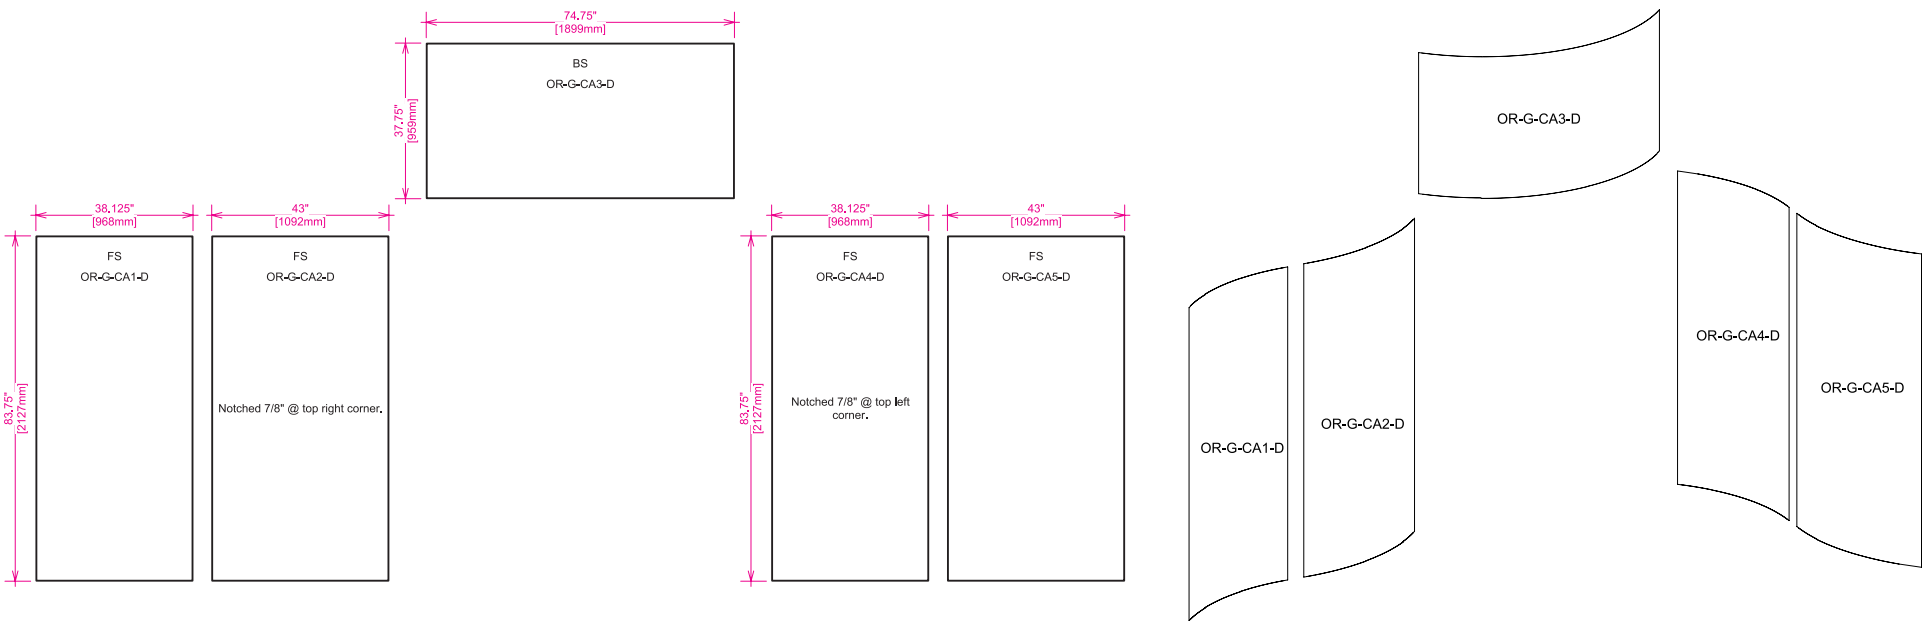 74.75"
[1899mm]
37.75"
[959mm]
BS
OR-G-CA3-D
38.125"
[968mm]
43"
[1092mm]
83.75"
[2127mm]
FS
OR-G-CA1-D
FS
OR-G-CA2-D
Notched 7/8" @ top right corner.
38.125"
[968mm]
43"
[1092mm]
83.75"
[2127mm]
FS
OR-G-CA4-D
Notched 7/8" @ top left
corner.
FS
OR-G-CA5-D
OR-G-CA3-D
OR-G-CA1-D
OR-G-CA2-D
OR-G-CA4-D
OR-G-CA5-D